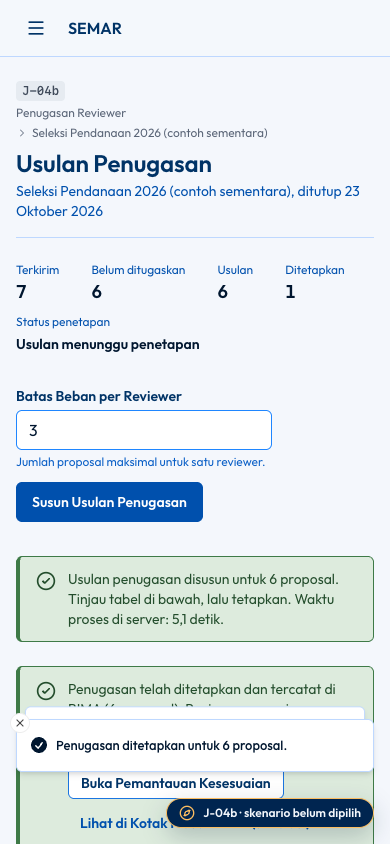 SEMAR
J-04b
Penugasan Reviewer
Seleksi Pendanaan 2026 (contoh sementara)
Usulan Penugasan
Seleksi Pendanaan 2026 (contoh sementara), ditutup 23
Oktober 2026
Terkirim Belum ditugaskan Usulan Ditetapkan
7 6 6 1
Status penetapan
Usulan menunggu penetapan
Batas Beban per Reviewer
3
Jumlah proposal maksimal untuk satu reviewer.
Susun Usulan Penugasan
Usulan penugasan disusun untuk 6 proposal.
Tinjau tabel di bawah, lalu tetapkan. Waktu
proses di server: 5,1 detik.
Penugasan telah ditetapkan dan tercatat di
Penugasan ditetapkan untuk 6 proposal.
Buka Pemantauan Kesesuaian
J-04b · skenario belum dipilih
Lihat di Kotak